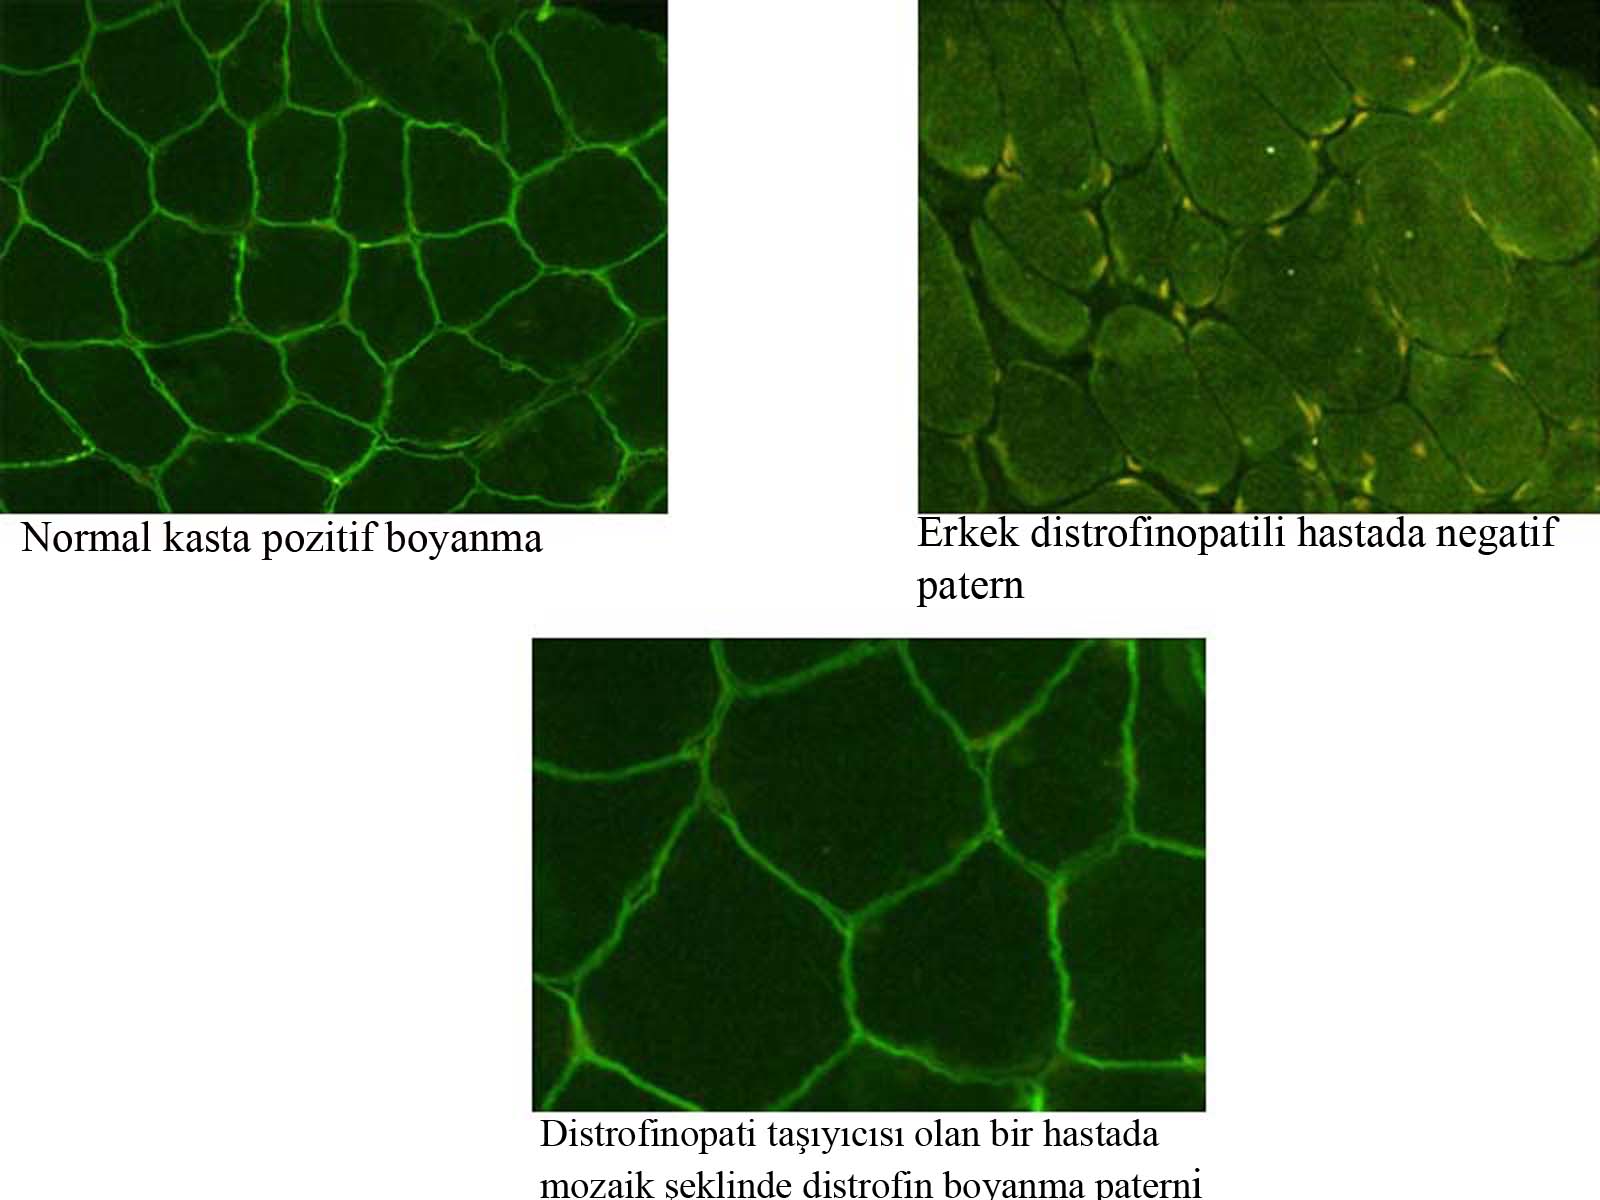 Normal kasta pozitif boyanma
Erkek distrofinopatili hastada negatif
patern
Distrofinopati taşıyıcısı olan bir hastada
mozaik şeklinde distrofin boyanma paterni